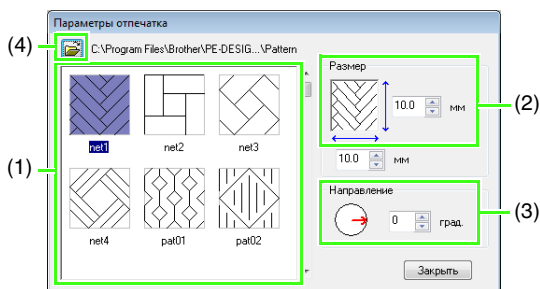 Параметры отпечатка
(4)
C:\Program Files\Brother\PE-DESIG...\Pattern
(1)
net1 net2 net3
net4 pat01 pat02
Размер
10.0 мм
(2)
10.0 мм
Направление
0 град.
(3)
Закрыть